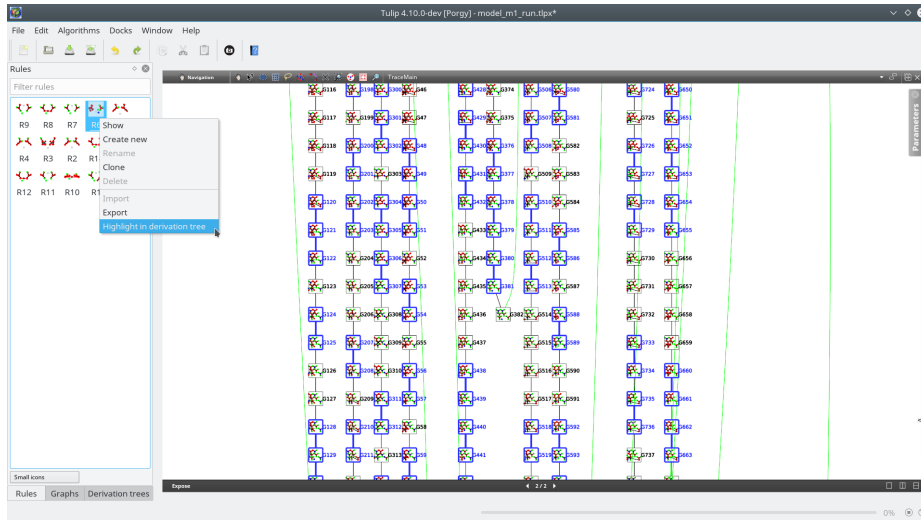 Tulip 4.10.0-dev [Porgy] - model_m1_run.tlpx*
File Edit Algorithms Docks Window Help
Rules
Filter rules
R9 R8 R7
R4 R3 R2
R12 R11 R10
Show
Create new
Rename
Clone
Delete
Import
Export
Highlight in derivation tree
Small icons
Rules Graphs Derivation trees
Navigation TraceMain
Parameters
G116 G198 G300 G46 G428 G374 G506 G580 G724 G650
G117 G199 G301 G47 G429 G375 G507 G581 G725 G651
G118 G200 G302 G48 G430 G376 G508 G582 G726 G652
G119 G201 G303 G49 G431 G377 G509 G583 G727 G653
G120 G202 G304 G50 G432 G378 G510 G584 G728 G654
G121 G203 G305 G51 G433 G379 G511 G585 G729 G655
G122 G204 G306 G52 G434 G380 G512 G586 G730 G656
G123 G205 G307 G53 G435 G381 G513 G587 G731 G657
G124 G206 G308 G54 G436 G382 G514 G588 G732 G658
G125 G207 G309 G55 G437 G515 G589 G733 G659
G126 G208 G310 G56 G438 G516 G590 G734 G660
G127 G209 G311 G57 G439 G517 G591 G735 G661
G128 G210 G312 G58 G440 G518 G592 G736 G662
G129 G211 G313 G59 G441 G519 G593 G737 G663
Expose 2 / 2
0%